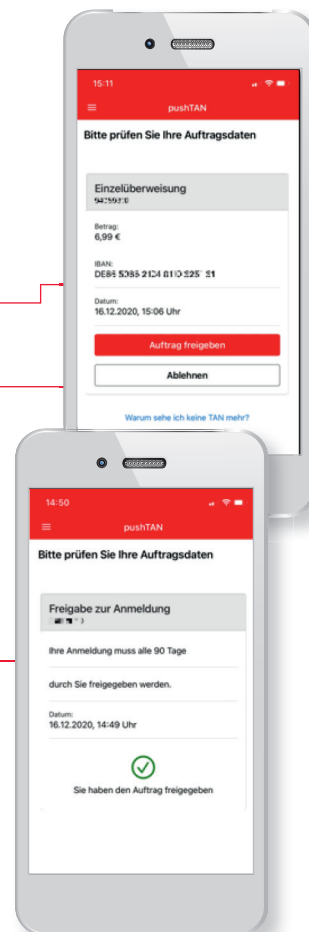 15:11
pushTAN
Bitte prüfen Sie Ihre Auftragsdaten
Einzelüberweisung
Betrag:
6,99 €
IBAN:
Datum:
16.12.2020, 15:06 Uhr
Auftrag freigeben
Ablehnen
Warum sehe ich keine TAN mehr?
14:50
pushTAN
Bitte prüfen Sie Ihre Auftragsdaten
Freigabe zur Anmeldung
Ihre Anmeldung muss alle 90 Tage
durch Sie freigegeben werden.
Datum:
16.12.2020, 14:49 Uhr
Sie haben den Auftrag freigegeben